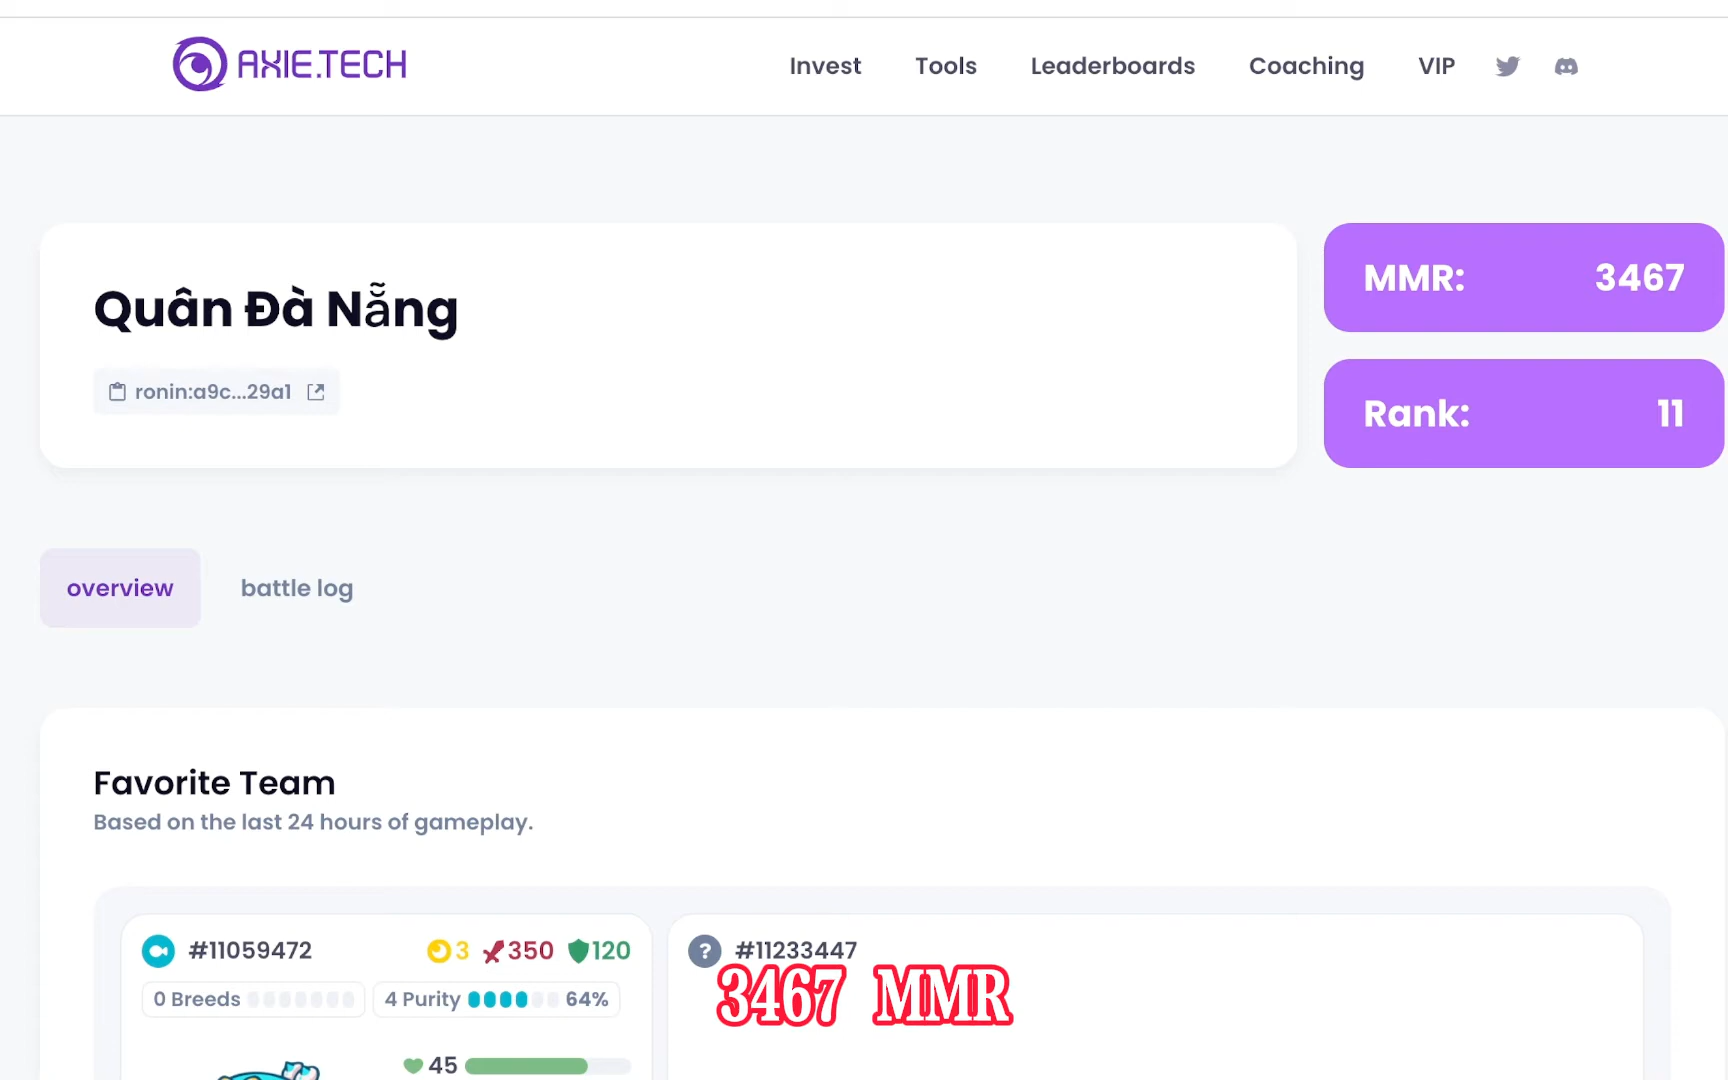 AXIE.TECH
Invest Tools Leaderboards Coaching VIP
Quân Đà Nẵng
ronin:a9c...29a1
MMR: 3467
Rank: 11
overview battle log
Favorite Team
Based on the last 24 hours of gameplay.
#11059472 3 350 120
0 Breeds 4 Purity 64%
45
? #11233447
3467 MMR